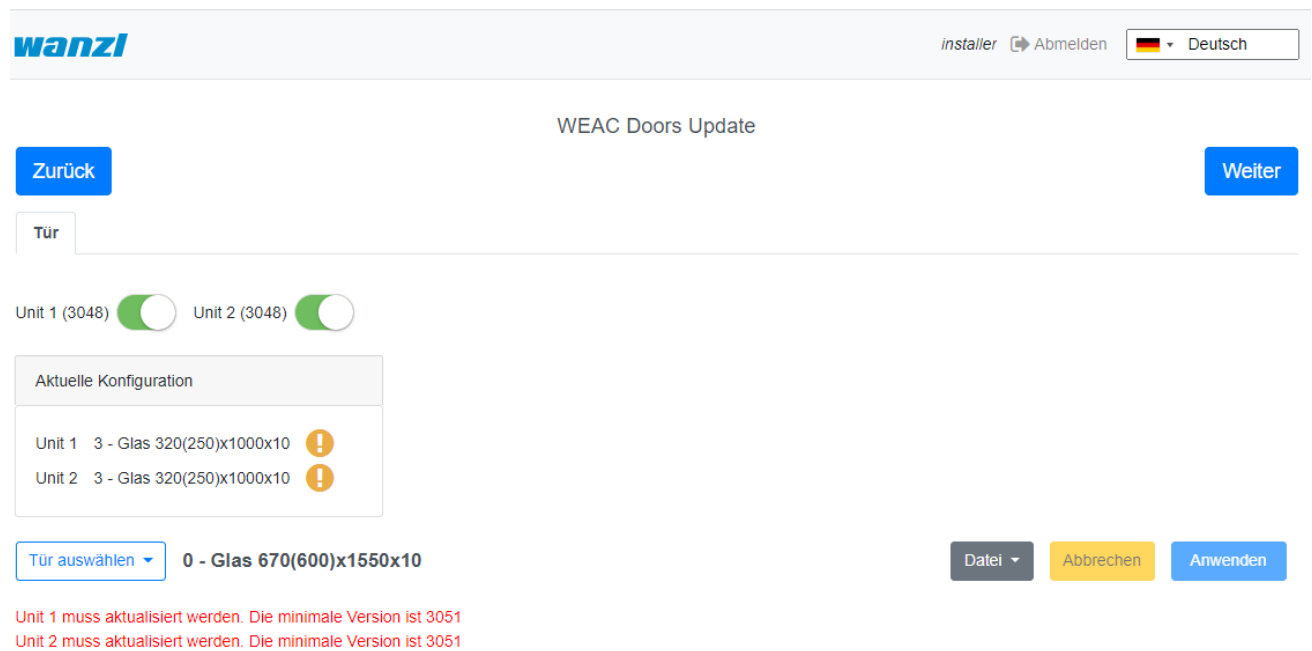 wanzl
installer Abmelden Deutsch
WEAC Doors Update
Zurück Weiter
Tür
Unit 1 (3048) Unit 2 (3048)
Aktuelle Konfiguration
Unit 1 3 - Glas 320(250)x1000x10
Unit 2 3 - Glas 320(250)x1000x10
Tür auswählen 0 - Glas 670(600)x1550x10 Datei Abbrechen Anwenden
Unit 1 muss aktualisiert werden. Die minimale Version ist 3051
Unit 2 muss aktualisiert werden. Die minimale Version ist 3051